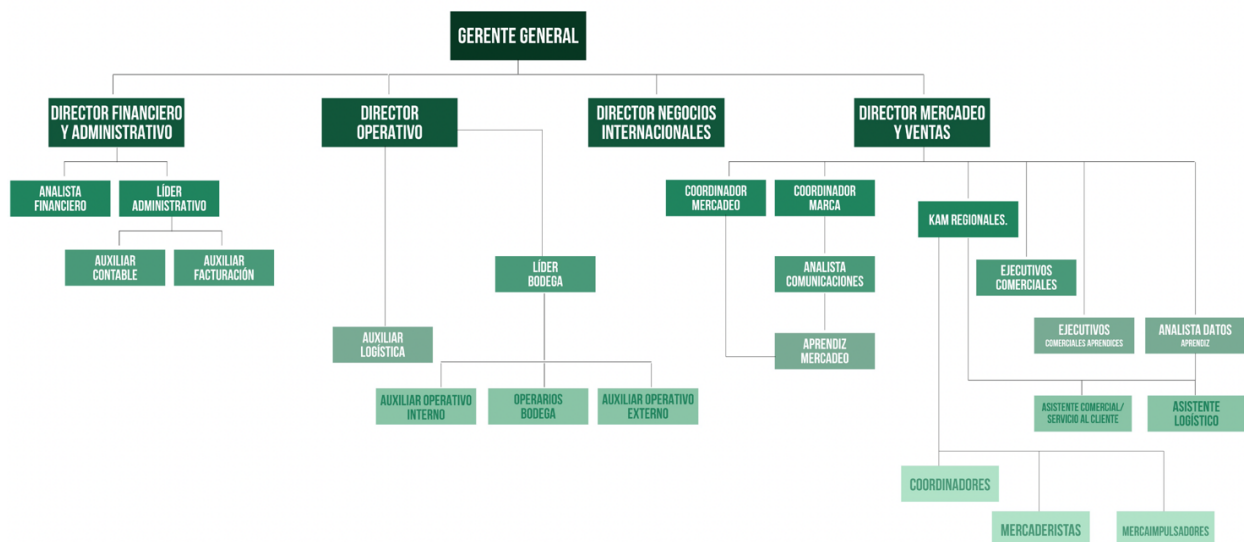 GERENTE GENERAL
DIRECTOR FINANCIERO
Y ADMINISTRATIVO
DIRECTOR
OPERATIVO
DIRECTOR NEGOCIOS
INTERNACIONALES
DIRECTOR MERCADEO
Y VENTAS
ANALISTA
FINANCIERO
LÍDER
ADMINISTRATIVO
COORDINADOR
MERCADEO
COORDINADOR
MARCA
KAM REGIONALES.
AUXILIAR
CONTABLE
AUXILIAR
FACTURACIÓN
LÍDER
BODEGA
ANALISTA
COMUNICACIONES
EJECUTIVOS
COMERCIALES
AUXILIAR
LOGÍSTICA
APRENDIZ
MERCADEO
EJECUTIVOS
COMERCIALES APRENDICES
ANALISTA DATOS
APRENDIZ
AUXILIAR OPERATIVO
INTERNO
OPERARIOS
BODEGA
AUXILIAR OPERATIVO
EXTERNO
ASISTENTE COMERCIAL/
SERVICIO AL CLIENTE
ASISTENTE
LOGÍSTICO
COORDINADORES
MERCADERISTAS
MERCAIMPULSADORES